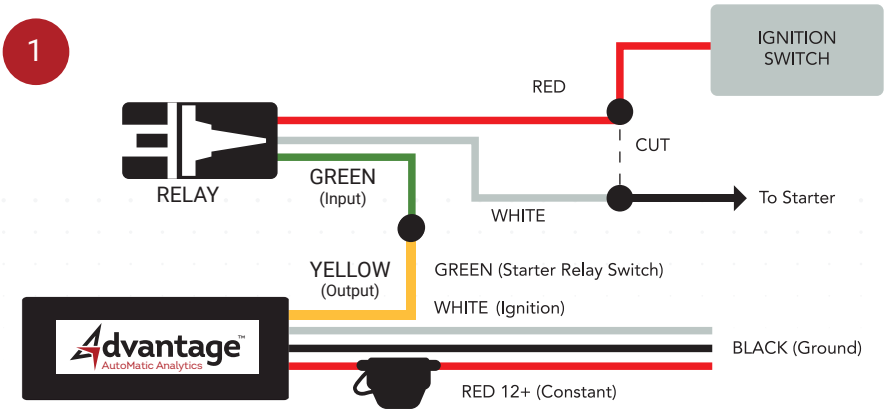 1
IGNITION
SWITCH
RED
CUT
RELAY
GREEN
(Input)
WHITE
To Starter
YELLOW
(Output)
GREEN (Starter Relay Switch)
WHITE (Ignition)
Advantage™
AutoMatic Analytics
BLACK (Ground)
RED 12+ (Constant)